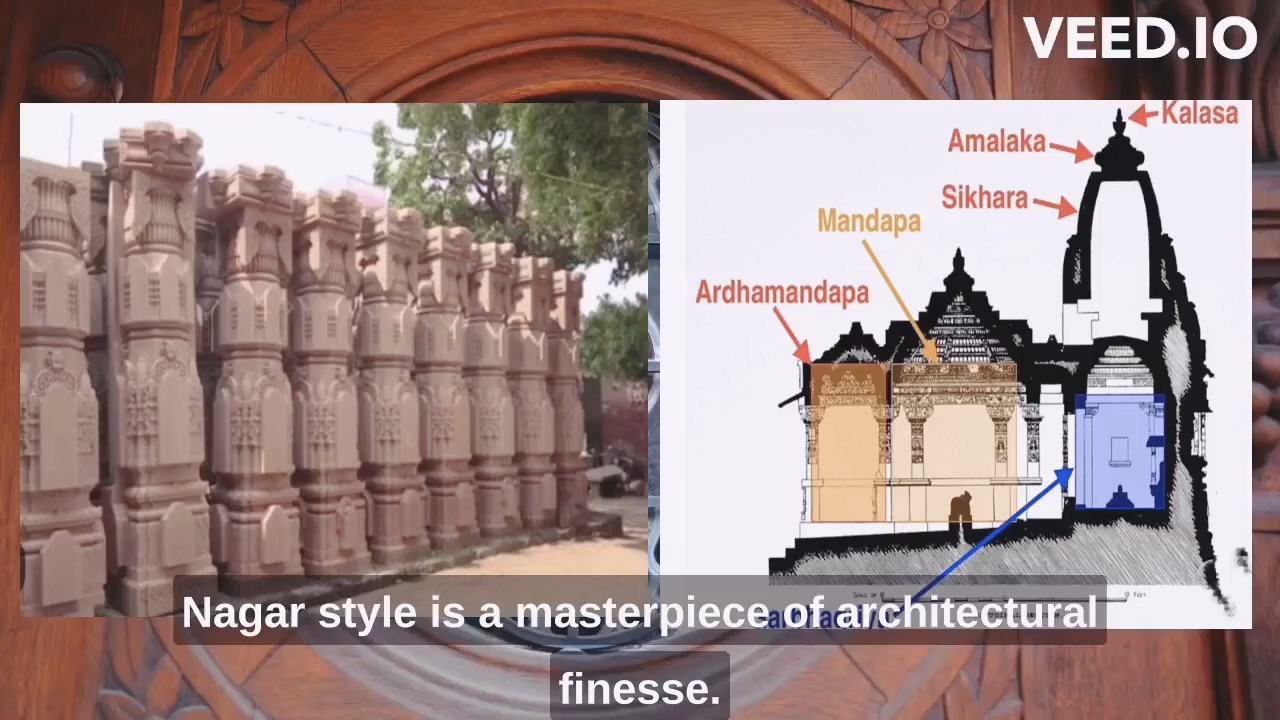 VEED.IO
Kalasa
Amalaka
Sikhara
Mandapa
Ardhamandapa
Nagar style is a masterpiece of architectural
finesse.